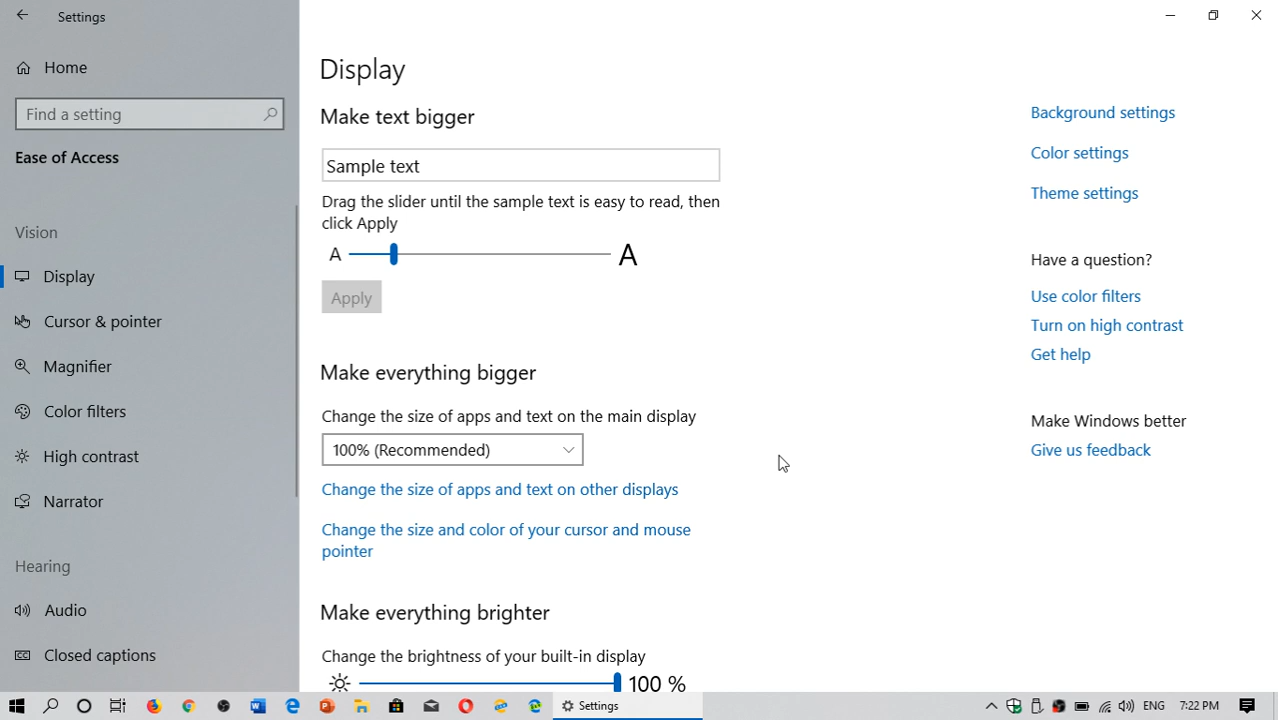 Settings
Home
Find a setting
Ease of Access
Vision
Display
Cursor & pointer
Magnifier
Color filters
High contrast
Narrator
Hearing
Audio
Closed captions
Display
Make text bigger
Sample text
Drag the slider until the sample text is easy to read, then
click Apply
A A
Apply
Make everything bigger
Change the size of apps and text on the main display
100% (Recommended)
Change the size of apps and text on other displays
Change the size and color of your cursor and mouse
pointer
Make everything brighter
Change the brightness of your built-in display
100 %
Background settings
Color settings
Theme settings
Have a question?
Use color filters
Turn on high contrast
Get help
Make Windows better
Give us feedback
Settings
ENG 7:22 PM